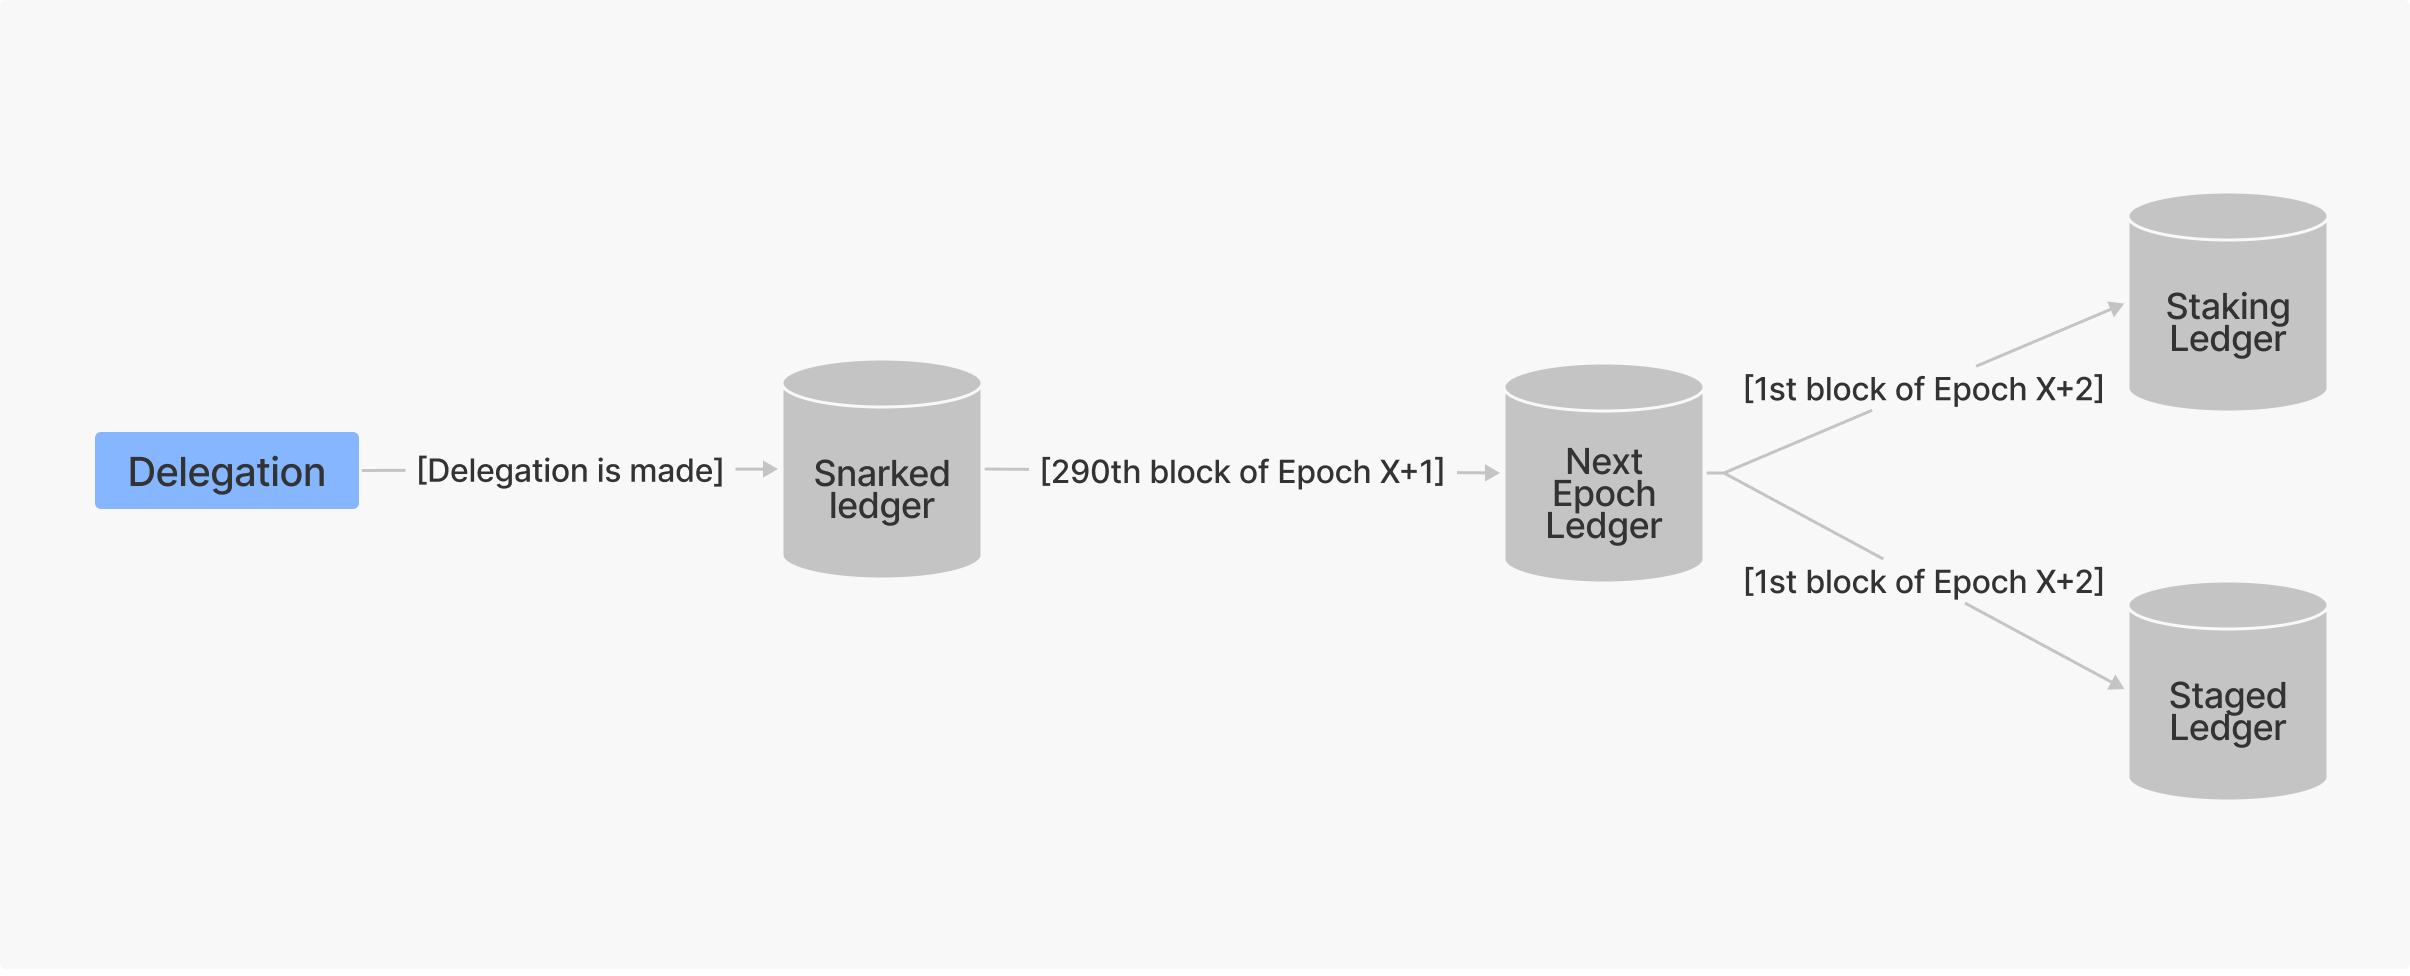 Delegation
[Delegation is made]
Snarked
ledger
[290th block of Epoch X+1]
Next
Epoch
Ledger
[1st block of Epoch X+2]
Staking
Ledger
[1st block of Epoch X+2]
Staged
Ledger